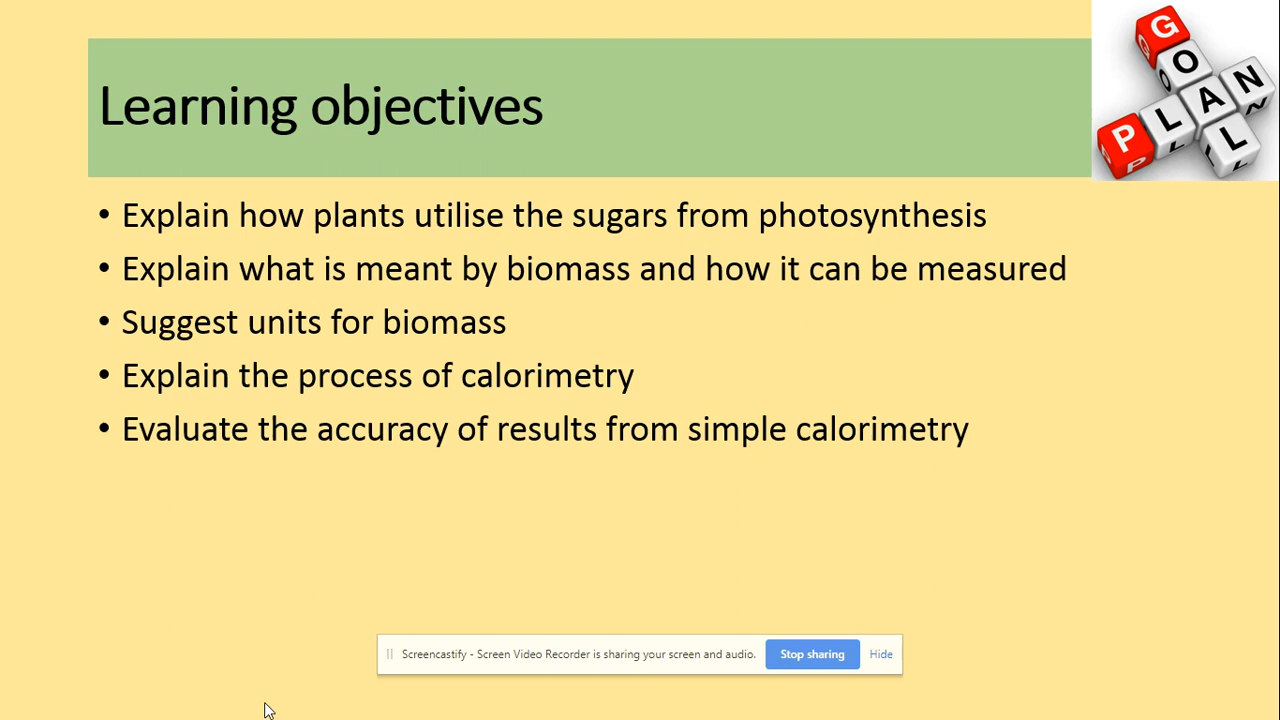 Learning objectives
GOAL
PLAN
• Explain how plants utilise the sugars from photosynthesis
• Explain what is meant by biomass and how it can be measured
• Suggest units for biomass
• Explain the process of calorimetry
• Evaluate the accuracy of results from simple calorimetry
Screencastify - Screen Video Recorder is sharing your screen and audio. Stop sharing Hide